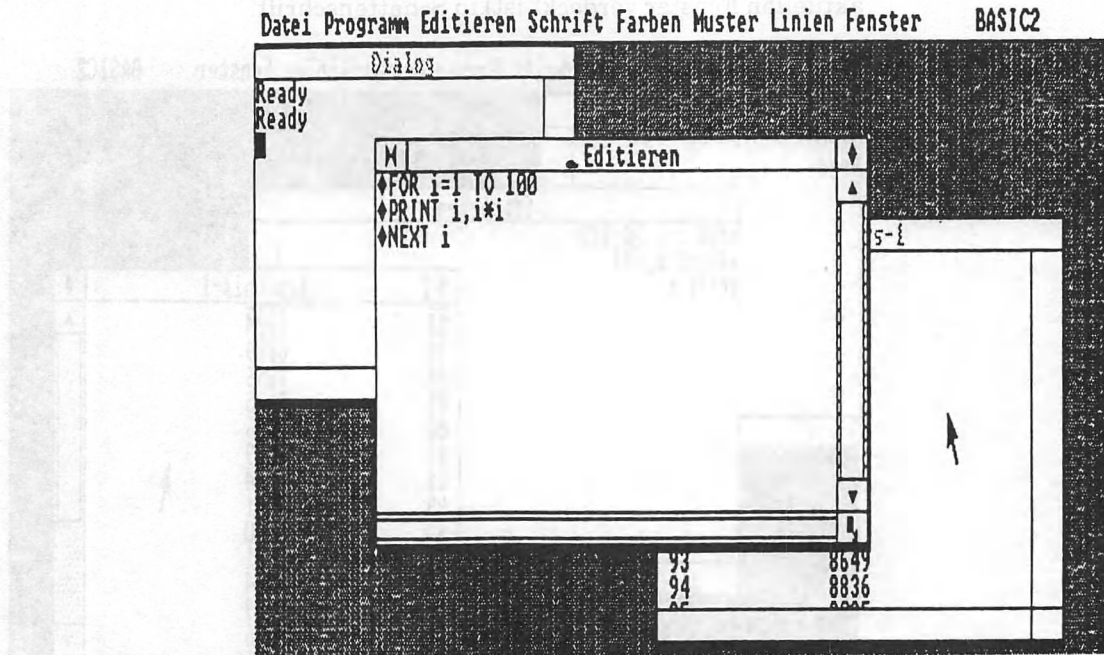 Datei Programm Editieren Schrift Farben Muster Linien Fenster BASIC2
Dialog
Ready
Ready
Editieren
♦FOR i=1 TO 100
♦PRINT i,i*i
♦NEXT i
93 8649
94 8836